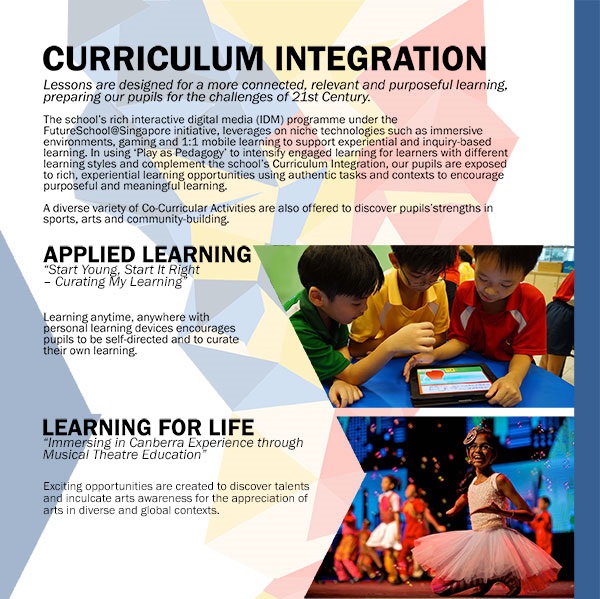 CURRICULUM INTEGRATION
Lessons are designed for a more connected, relevant and purposeful learning,
preparing our pupils for the challenges of 21st Century.
The school's rich interactive digital media (IDM) programme under the
FutureSchool@Singapore initiative, leverages on niche technologies such as immersive
environments, gaming and 1:1 mobile learning to support experiential and inquiry-based
learning. In using 'Play as Pedagogy' to intensify engaged learning for learners with different
learning styles and complement the school's Curriculum Integration, our pupils are exposed
to rich, experiential learning opportunities using authentic tasks and contexts to encourage
purposeful and meaningful learning.
A diverse variety of Co-Curricular Activities are also offered to discover pupils'strengths in
sports, arts and community-building.
APPLIED LEARNING
“Start Young, Start It Right
– Curating My Learning”
Learning anytime, anywhere with
personal learning devices encourages
pupils to be self-directed and to curate
their own learning.
LEARNING FOR LIFE
“Immersing in Canberra Experience through
Musical Theatre Education”
Exciting opportunities are created to discover talents
and inculcate arts awareness for the appreciation of
arts in diverse and global contexts.